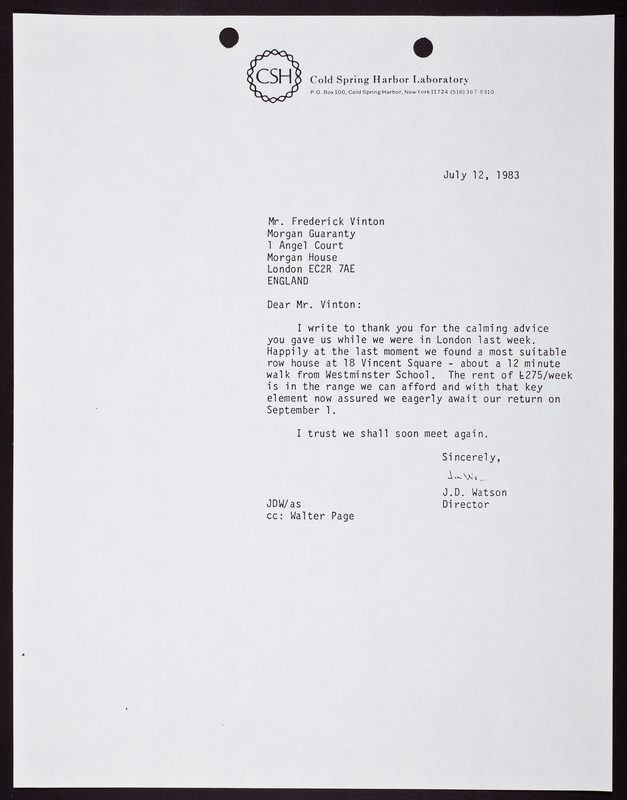 CSH
Cold Spring Harbor Laboratory
P.O. Box 100, Cold Spring Harbor, New York 11724 (516) 367-8310
July 12, 1983
Mr. Frederick Vinton
Morgan Guaranty
1 Angel Court
Morgan House
London EC2R 7AE
ENGLAND
Dear Mr. Vinton:
I write to thank you for the calming advice
you gave us while we were in London last week.
Happily at the last moment we found a most suitable
row house at 18 Vincent Square - about a 12 minute
walk from Westminster School. The rent of £275/week
is in the range we can afford and with that key
element now assured we eagerly await our return on
September 1.
I trust we shall soon meet again.
Sincerely,
J.D. Watson
JDW/as
Director
cc: Walter Page